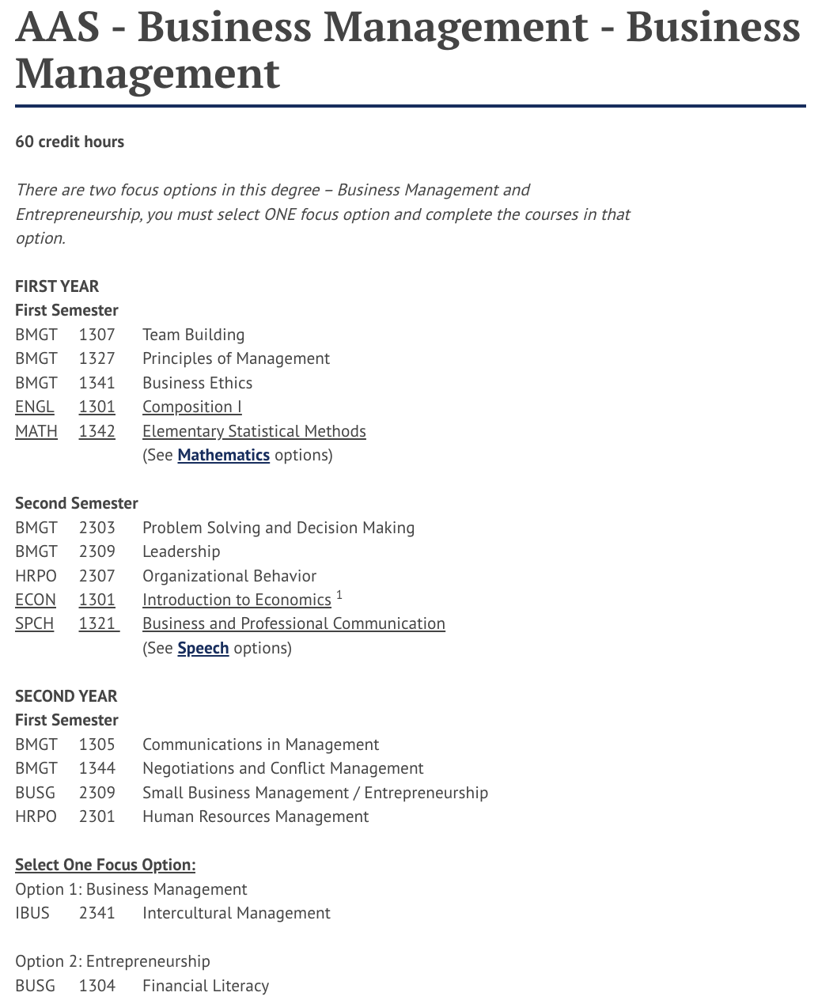 AAS - Business Management - Business
Management
60 credit hours
There are two focus options in this degree – Business Management and
Entrepreneurship, you must select ONE focus option and complete the courses in that
option.
FIRST YEAR
First Semester
BMGT 1307 Team Building
BMGT 1327 Principles of Management
BMGT 1341 Business Ethics
ENGL 1301 Composition I
MATH 1342 Elementary Statistical Methods
(See Mathematics options)
Second Semester
BMGT 2303 Problem Solving and Decision Making
BMGT 2309 Leadership
HRPO 2307 Organizational Behavior
ECON 1301 Introduction to Economics 1
SPCH 1321 Business and Professional Communication
(See Speech options)
SECOND YEAR
First Semester
BMGT 1305 Communications in Management
BMGT 1344 Negotiations and Conflict Management
BUSG 2309 Small Business Management / Entrepreneurship
HRPO 2301 Human Resources Management
Select One Focus Option:
Option 1: Business Management
IBUS 2341 Intercultural Management
Option 2: Entrepreneurship
BUSG 1304 Financial Literacy